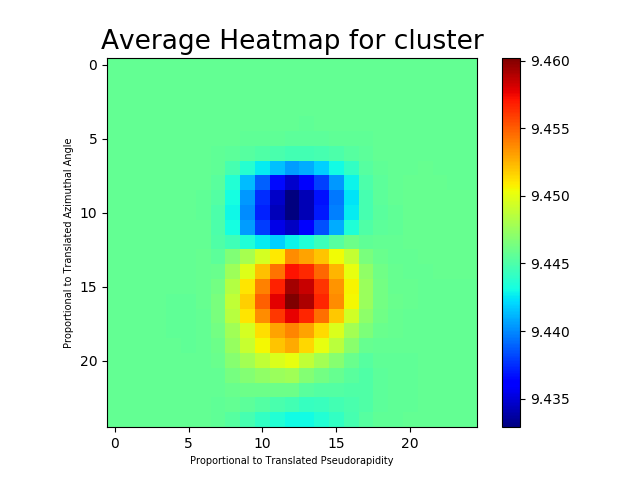 Average Heatmap for cluster
0
5
10
15
20
Proportional to Translated Azimuthal Angle
0 5 10 15 20
Proportional to Translated Pseudorapidity
9.460
9.455
9.450
9.445
9.440
9.435